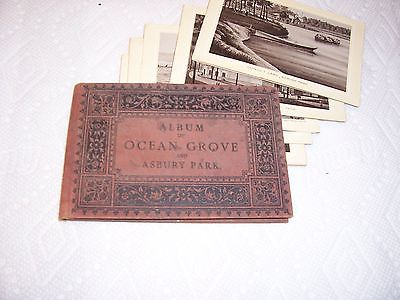 ALBUM
OF
OCEAN GROVE
AND
ASBURY PARK.